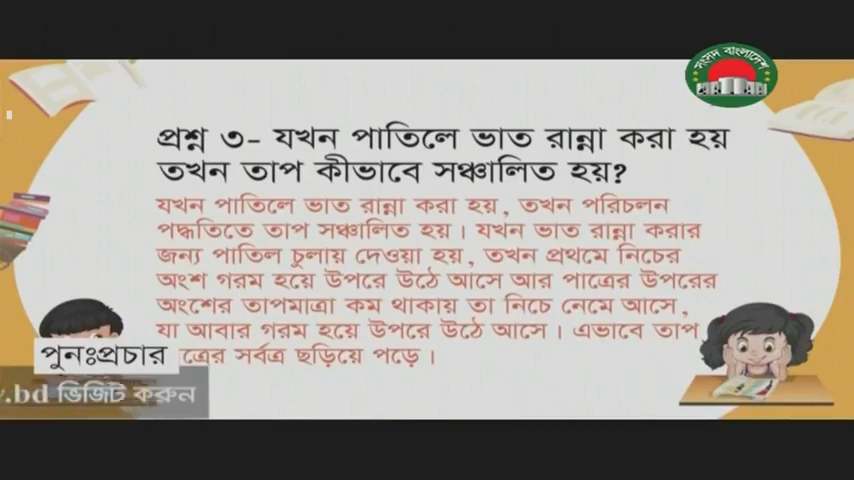 সংসদ বাংলাদেশ
প্রশ্ন ৩- যখন পাতিলে ভাত রান্না করা হয়
তখন তাপ কীভাবে সঞ্চালিত হয়?
যখন পাতিলে ভাত রান্না করা হয়, তখন পরিচলন
পদ্ধতিতে তাপ সঞ্চালিত হয়। যখন ভাত রান্না করার
জন্য পাতিল চুলায় দেওয়া হয়, তখন প্রথমে নিচের
অংশ গরম হয়ে উপরে উঠে আসে আর পাত্রের উপরের
অংশের তাপমাত্রা কম থাকায় তা নিচে নেমে আসে,
যা আবার গরম হয়ে উপরে উঠে আসে। এভাবে তাপ
ত্রের সর্বত্র ছড়িয়ে পড়ে।
পুনঃপ্রচার
.bd ভিজিট করুন